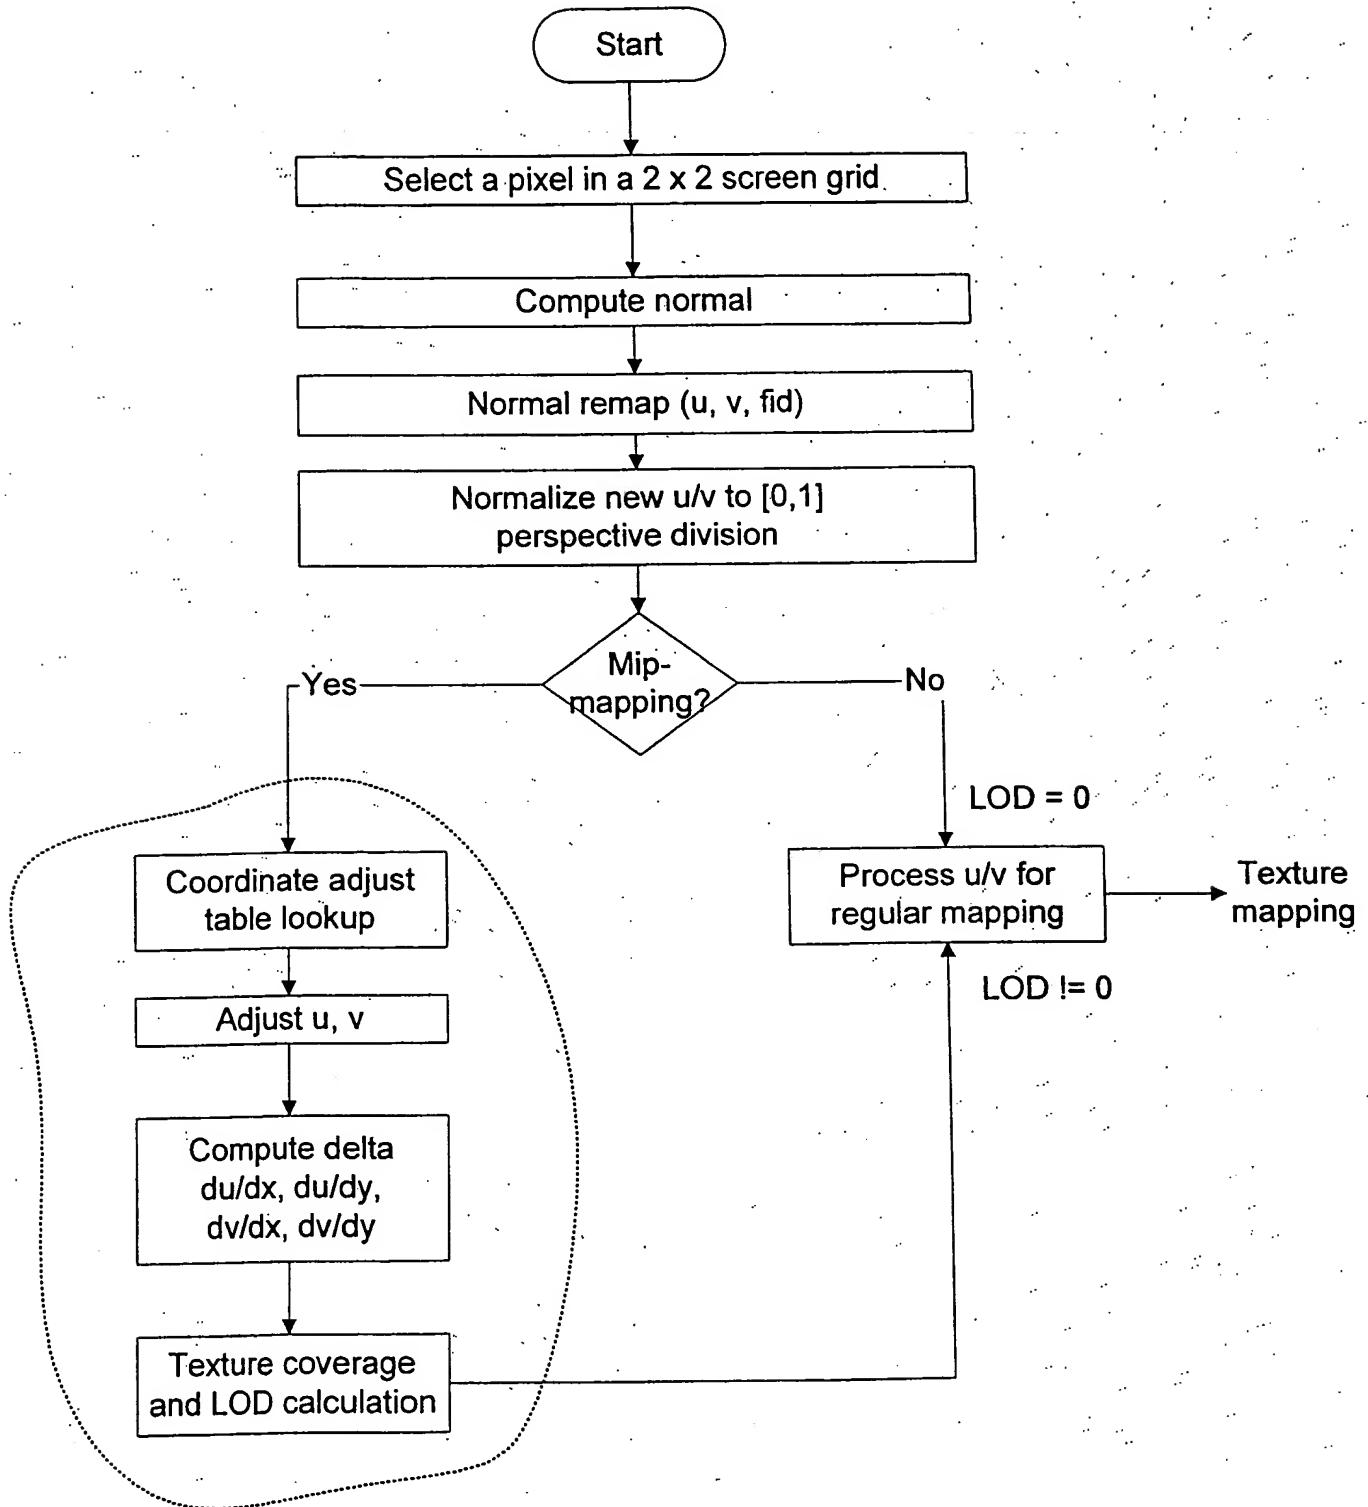 Start
Select a pixel in a 2 x 2 screen grid
Compute normal
Normal remap (u, v, fid)
Normalize new u/v to [0,1]
perspective division
Mip-
mapping?
Yes
No
LOD = 0
Coordinate adjust
table lookup
Process u/v for
regular mapping
Texture
mapping
LOD != 0
Adjust u, v
Compute delta
du/dx, du/dy,
dv/dx, dv/dy
Texture coverage
and LOD calculation